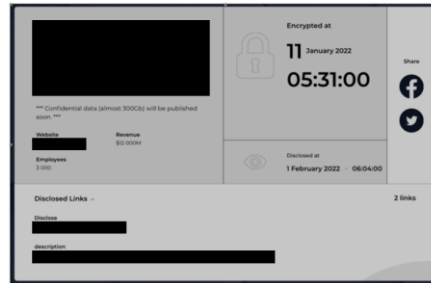 Encrypted at
11 January 2022
05:31:00
Share
*** Confidential data (almost 300Gb) will be published
soon. ***
Website
Revenue
$12 000M
Employees
3 000
Disclosed at
1 February 2022 - 06:04:00
Disclosed Links
2 links
Disclose
description